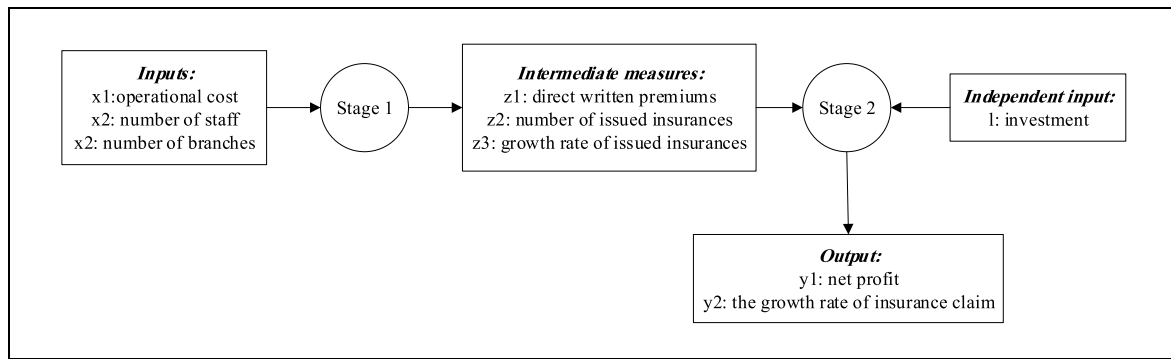 Inputs:
x1:operational cost
x2: number of staff
x2: number of branches
Stage 1
Intermediate measures:
z1: direct written premiums
z2: number of issued insurances
z3: growth rate of issued insurances
Stage 2
Independent input:
l: investment
Output:
y1: net profit
y2: the growth rate of insurance claim